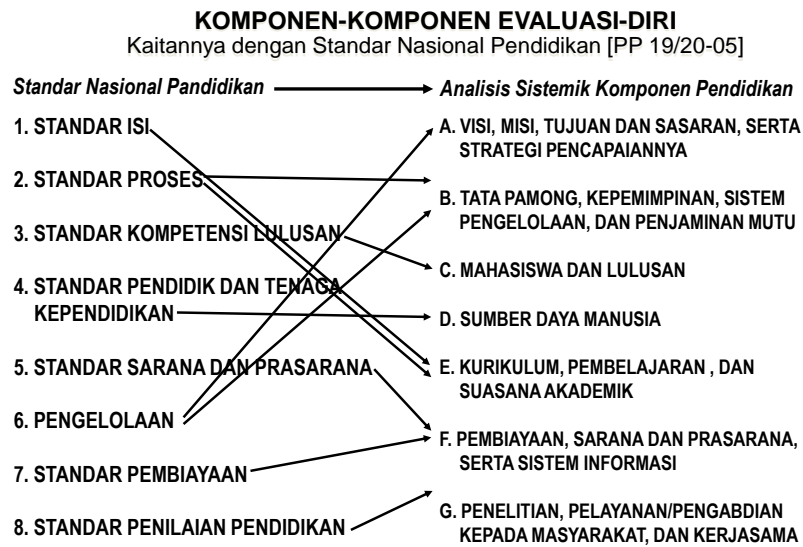 KOMPONEN-KOMPONEN EVALUASI-DIRI
Kaitannya dengan Standar Nasional Pendidikan [PP 19/20-05]
Standar Nasional Pandidikan
1. STANDAR ISI
2. STANDAR PROSES
3. STANDAR KOMPETENSI LULUSAN
4. STANDAR PENDIDIK DAN TENAGA
KEPENDIDIKAN
5. STANDAR SARANA DAN PRASARANA
6. PENGELOLAAN
7. STANDAR PEMBIAYAAN
8. STANDAR PENILAIAN PENDIDIKAN
Analisis Sistemik Komponen Pendidikan
A. VISI, MISI, TUJUAN DAN SASARAN, SERTA
STRATEGI PENCAPAIANNYA
B. TATA PAMONG, KEPEMIMPINAN, SISTEM
PENGELOLAAN, DAN PENJAMINAN MUTU
C. MAHASISWA DAN LULUSAN
D. SUMBER DAYA MANUSIA
E. KURIKULUM, PEMBELAJARAN , DAN
SUASANA AKADEMIK
F. PEMBIAYAAN, SARANA DAN PRASARANA,
SERTA SISTEM INFORMASI
G. PENELITIAN, PELAYANAN/PENGABDIAN
KEPADA MASYARAKAT, DAN KERJASAMA